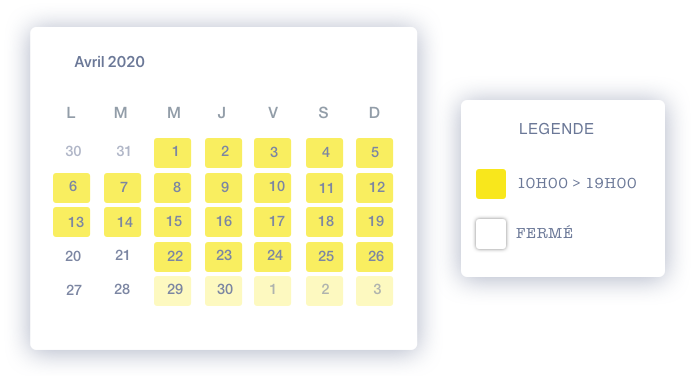 Avril 2020
L M M J V S D
30 31 1 2 3 4 5
6 7 8 9 10 11 12
13 14 15 16 17 18 19
20 21 22 23 24 25 26
27 28 29 30 1 2 3
LEGENDE
10H00 > 19H00
FERMÉ